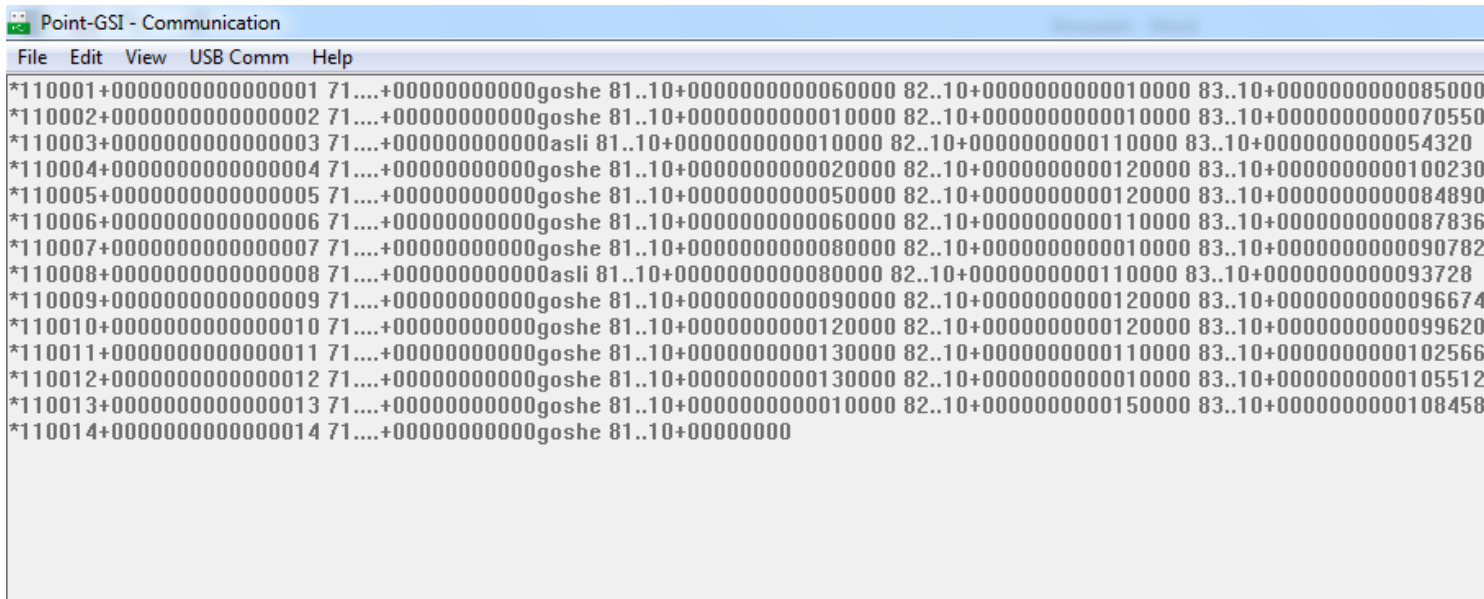 Point-GSI - Communication
File Edit View USB Comm Help
*110001+0000000000000001 71....+00000000000goshe 81..10+0000000000060000 82..10+0000000000010000 83..10+0000000000085000
*110002+0000000000000002 71....+00000000000goshe 81..10+0000000000010000 82..10+0000000000010000 83..10+0000000000070550
*110003+0000000000000003 71....+000000000000asli 81..10+0000000000010000 82..10+0000000000110000 83..10+0000000000054320
*110004+0000000000000004 71....+00000000000goshe 81..10+0000000000020000 82..10+0000000000120000 83..10+0000000000100230
*110005+0000000000000005 71....+00000000000goshe 81..10+0000000000050000 82..10+0000000000120000 83..10+0000000000084890
*110006+0000000000000006 71....+00000000000goshe 81..10+0000000000060000 82..10+0000000000110000 83..10+0000000000087836
*110007+0000000000000007 71....+00000000000goshe 81..10+0000000000080000 82..10+0000000000010000 83..10+0000000000090782
*110008+0000000000000008 71....+000000000000asli 81..10+0000000000080000 82..10+0000000000110000 83..10+0000000000093728
*110009+0000000000000009 71....+00000000000goshe 81..10+0000000000090000 82..10+0000000000120000 83..10+0000000000096674
*110010+0000000000000010 71....+00000000000goshe 81..10+0000000000120000 82..10+0000000000120000 83..10+0000000000099620
*110011+0000000000000011 71....+00000000000goshe 81..10+0000000000130000 82..10+0000000000110000 83..10+0000000000102566
*110012+0000000000000012 71....+00000000000goshe 81..10+0000000000130000 82..10+0000000000010000 83..10+0000000000105512
*110013+0000000000000013 71....+00000000000goshe 81..10+0000000000010000 82..10+0000000000150000 83..10+0000000000108458
*110014+0000000000000014 71....+00000000000goshe 81..10+00000000